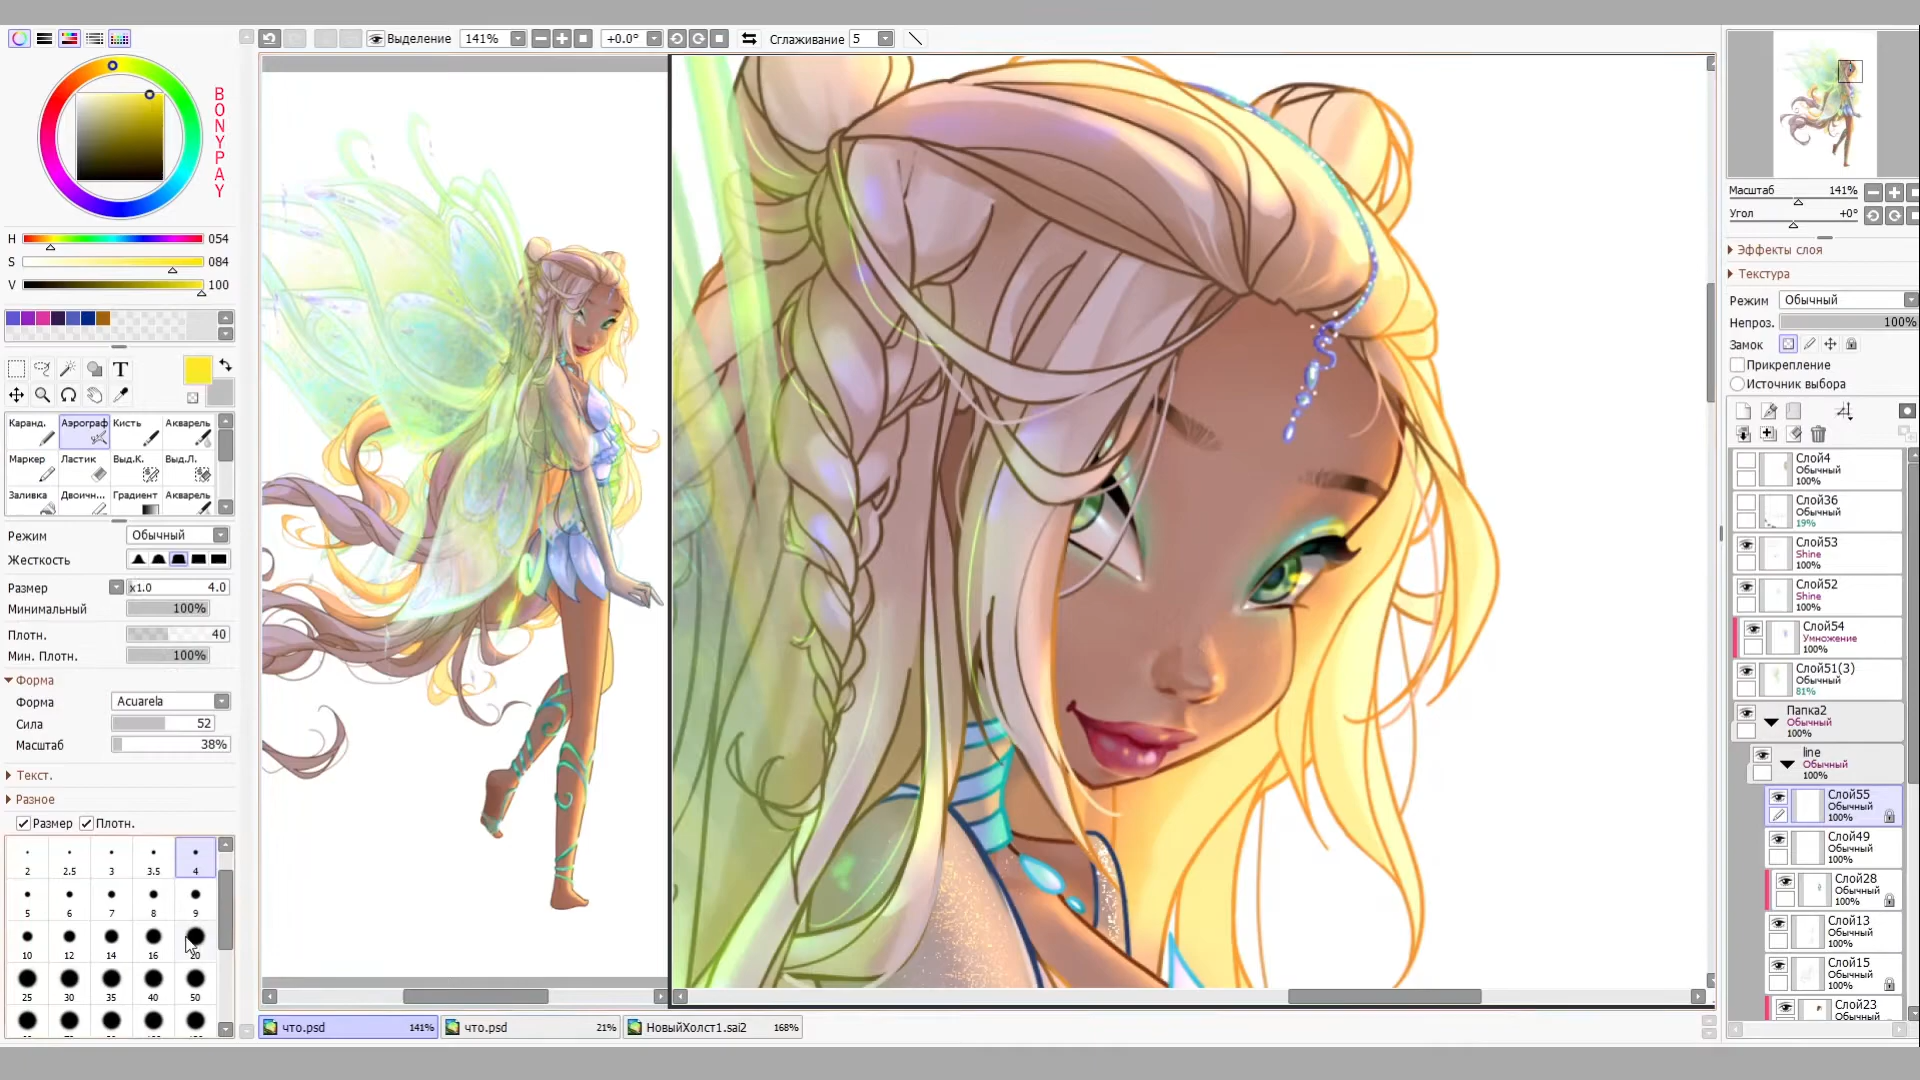 Выделение
141%
+0.0°
Сглаживание
5
BONYPAY
H
054
S
084
V
100
T
Каранд.
Аэрограф
Кисть
Акварель
Маркер
Ластик
Выд.К.
Выд.Л.
Заливка
Двоичн...
Градиент
Акварель
Режим
Обычный
Жесткость
Размер
x1.0
4.0
Минимальный
100%
Плотн.
40
Мин. Плотн.
100%
Форма
Форма
Acuarela
Сила
52
Масштаб
38%
Текст.
Разное
Размер
Плотн.
2
2.5
3
3.5
4
5
6
7
8
9
10
12
14
16
20
25
30
35
40
50
что.psd
141%
что.psd
21%
НовыйХолст1.sai2
168%
Масштаб
141%
Угол
+0°
Эффекты слоя
Текстура
Режим
Обычный
Непроз.
100%
Замок
Прикрепление
Источник выбора
Слой4
Обычный
100%
Слой36
Обычный
19%
Слой53
Shine
100%
Слой52
Shine
100%
Слой54
Умножение
100%
Слой51(3)
Обычный
81%
Папка2
Обычный
100%
line
Обычный
100%
Слой55
Обычный
100%
Слой49
Обычный
100%
Слой28
Обычный
100%
Слой13
Обычный
100%
Слой15
Обычный
100%
Слой23
Обычный